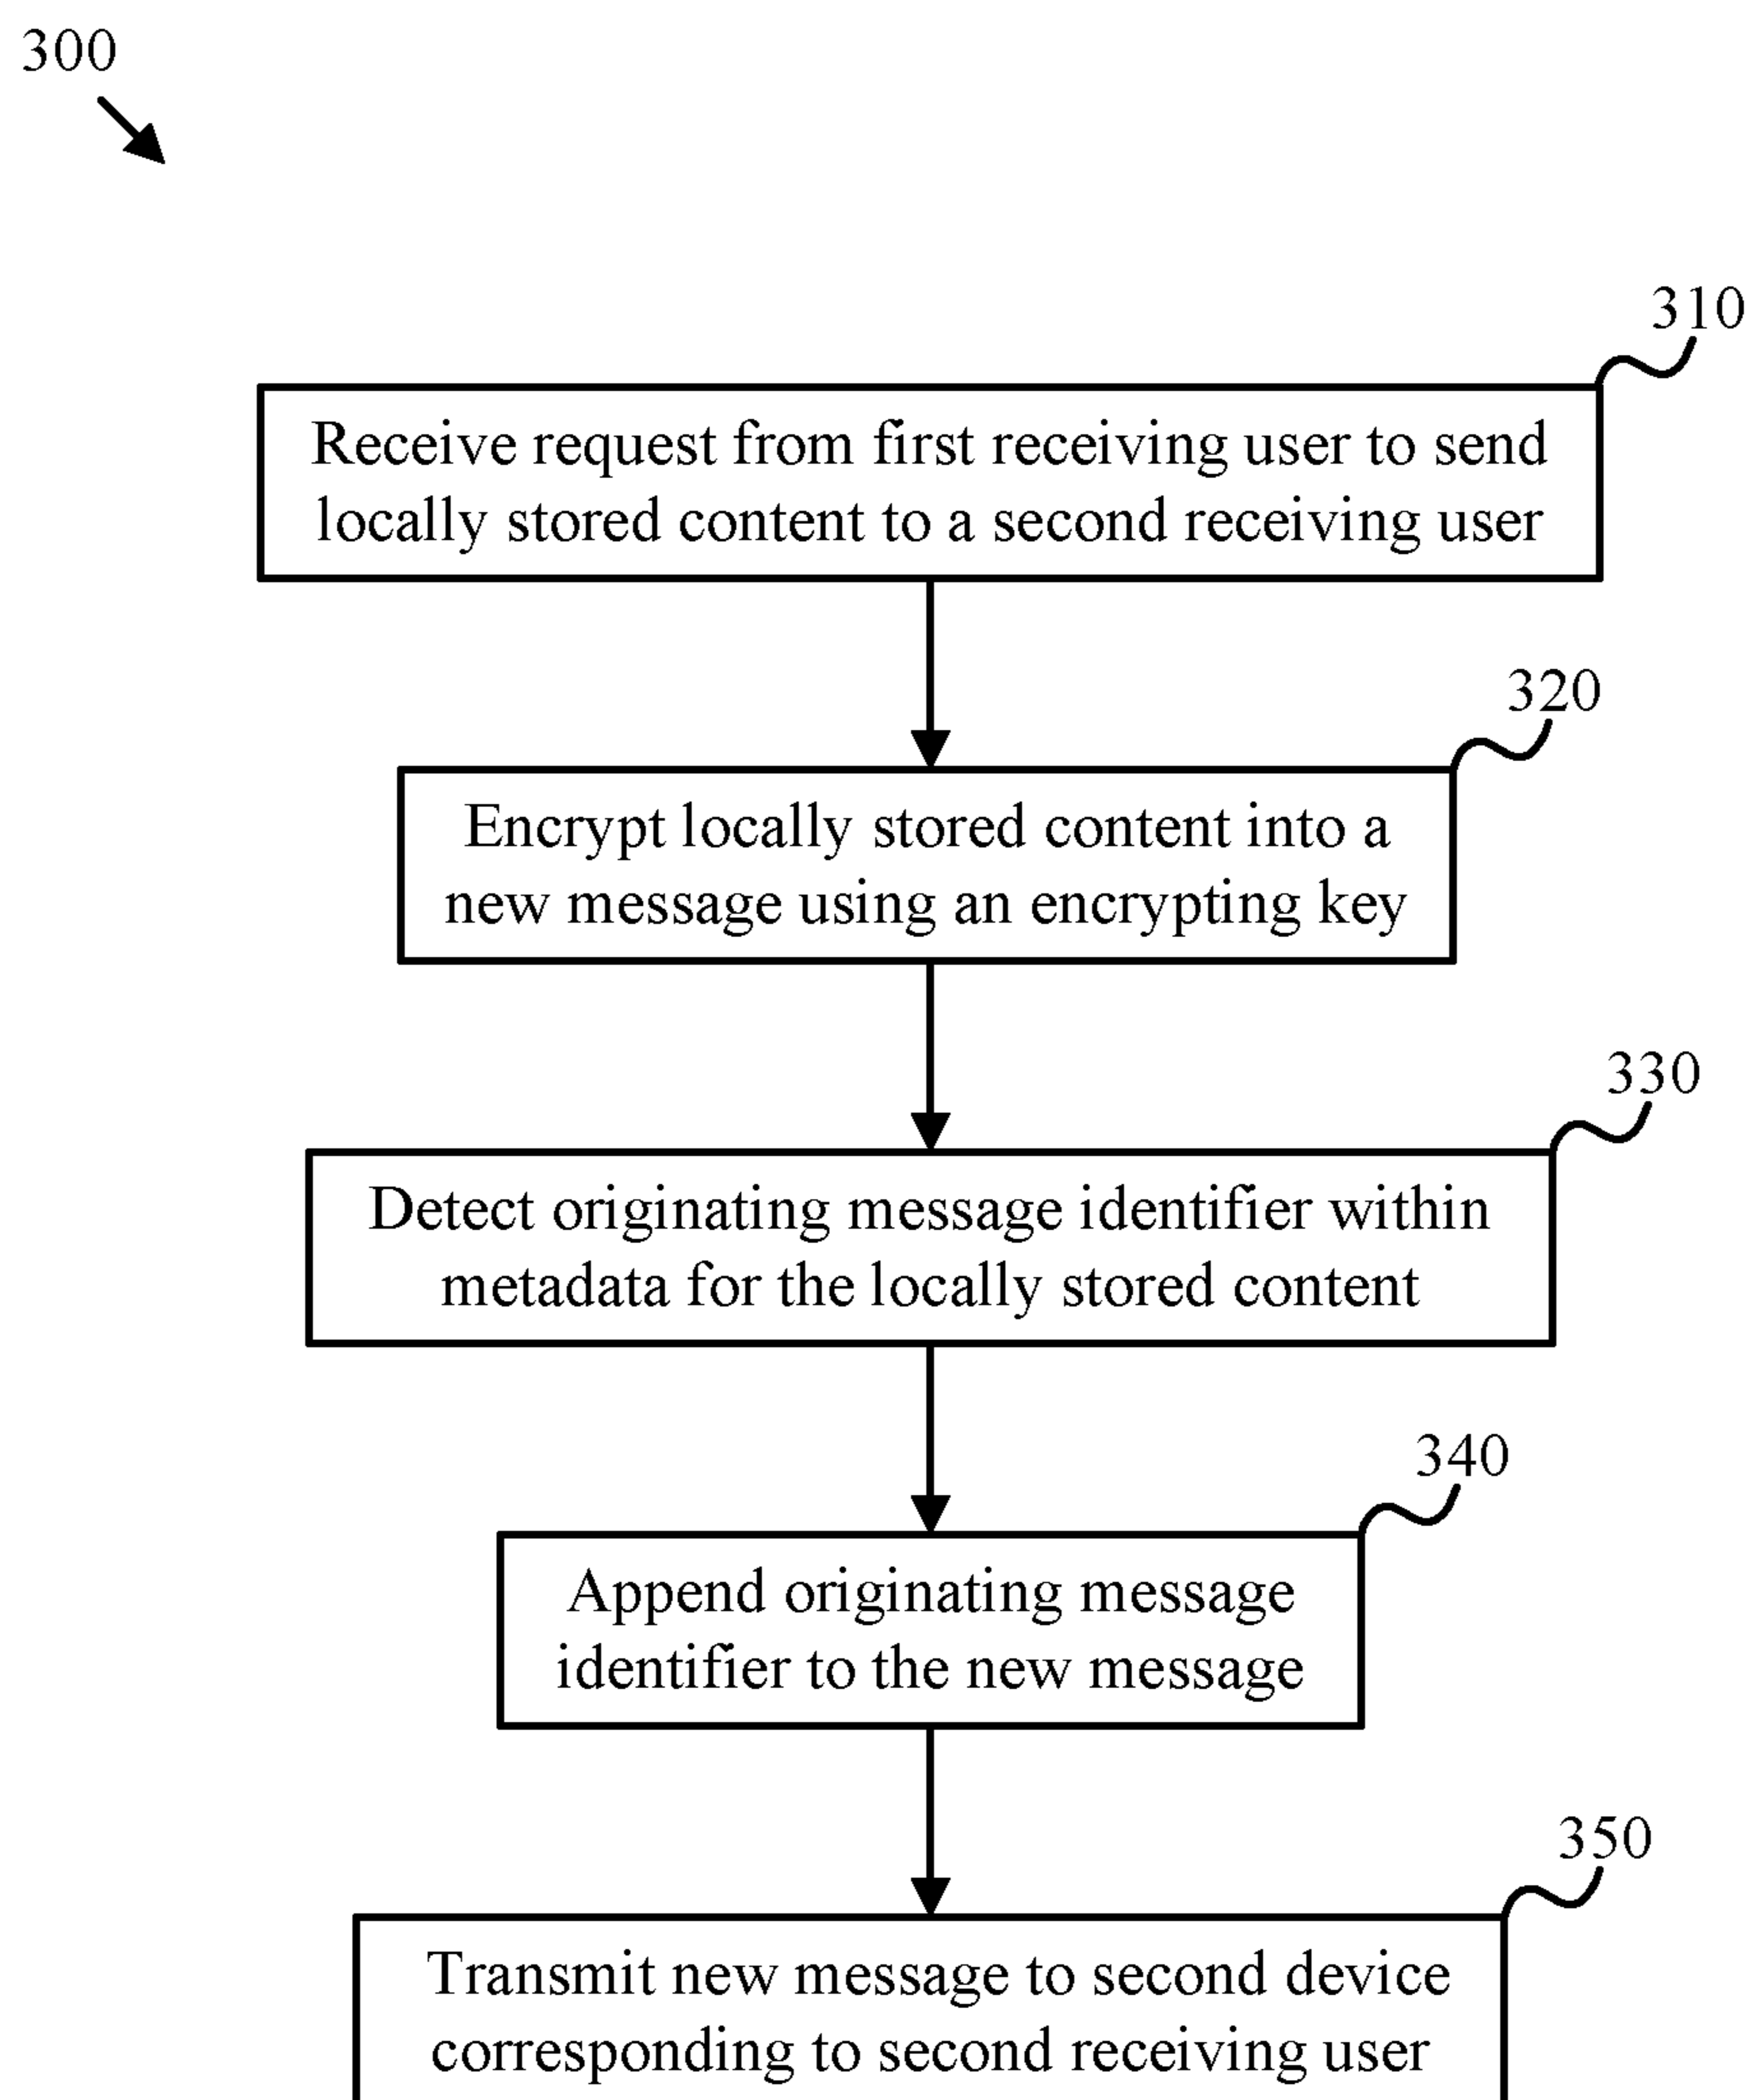 300
310
Receive request from first receiving user to send
locally stored content to a second receiving user
320
Encrypt locally stored content into a
new message using an encrypting key
330
Detect originating message identifier within
metadata for the locally stored content
340
Append originating message
identifier to the new message
350
Transmit new message to second device
corresponding to second receiving user